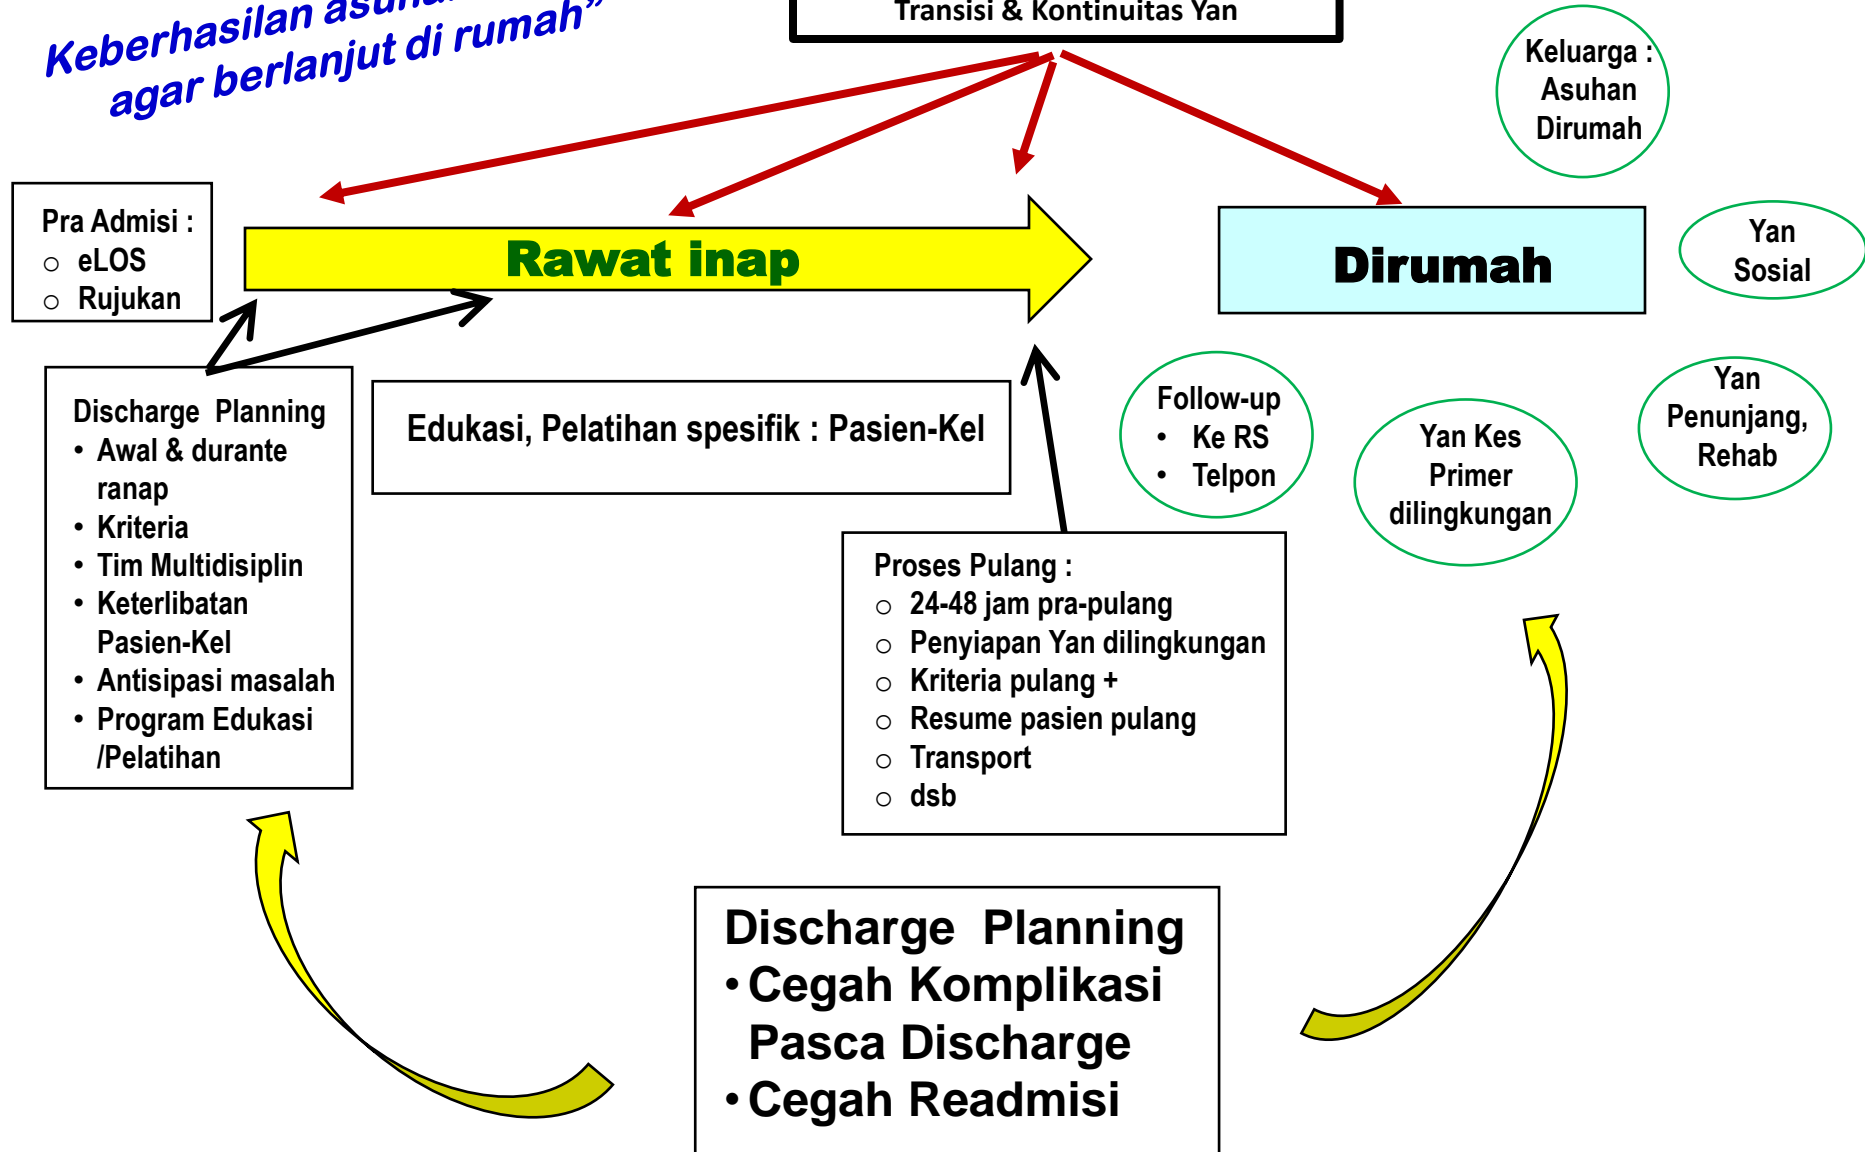 Keberhasilan
agar berlanjut di rumah”
Transisi & Kontinuitas Yan
Keluarga :
Asuhan
Dirumah
Pra Admisi :
○ eLOS
○ Rujukan
Rawat inap
Dirumah
Yan
Sosial
Discharge Planning
• Awal & durante
ranap
• Kriteria
• Tim Multidisiplin
• Keterlibatan
Pasien-Kel
• Antisipasi masalah
• Program Edukasi
/Pelatihan
Edukasi, Pelatihan spesifik : Pasien-Kel
Follow-up
• Ke RS
• Telpon
Yan Kes
Primer
dilingkungan
Yan
Penunjang,
Rehab
Proses Pulang :
○ 24-48 jam pra-pulang
○ Penyiapan Yan dilingkungan
○ Kriteria pulang +
○ Resume pasien pulang
○ Transport
○ dsb
Discharge Planning
• Cegah Komplikasi
Pasca Discharge
• Cegah Readmisi